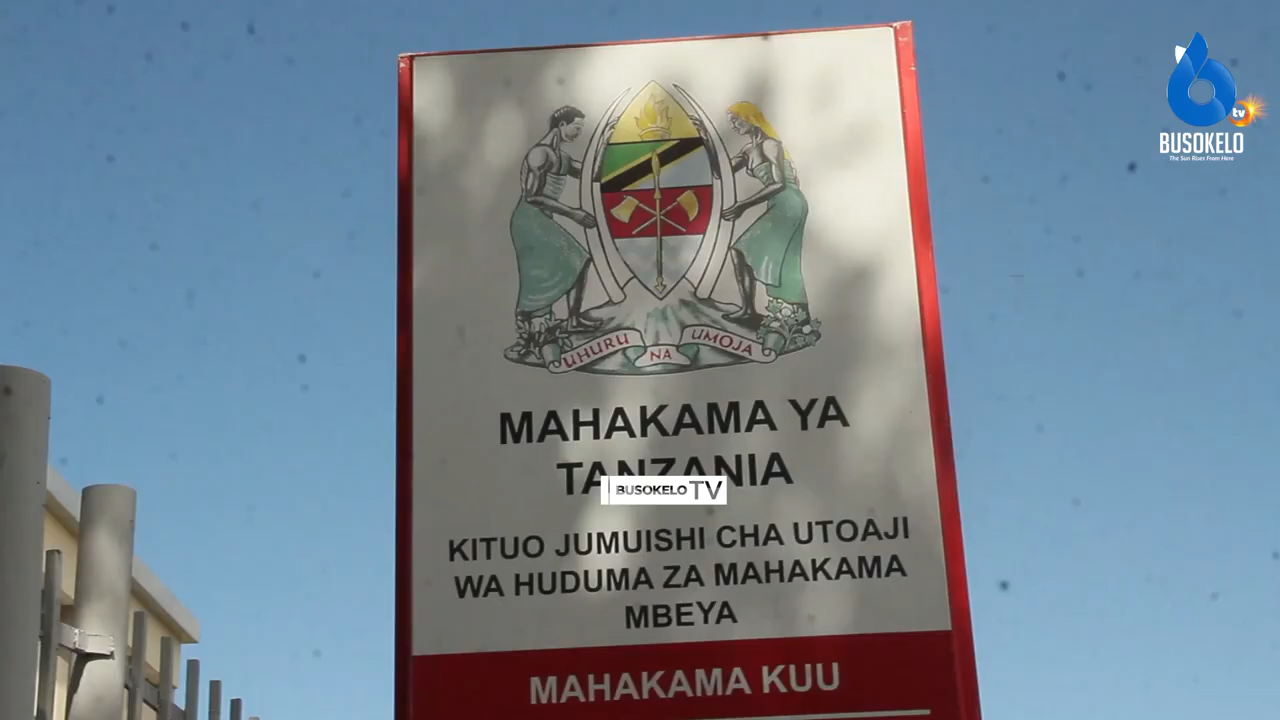 tv
BUSOKELO
The Sun Rises From Here
UHURU NA UMOJA
MAHAKAMA YA
TANZANIA
BUSOKELO TV
KITUO JUMUISHI CHA UTOAJI
WA HUDUMA ZA MAHAKAMA
MBEYA
MAHAKAMA KUU